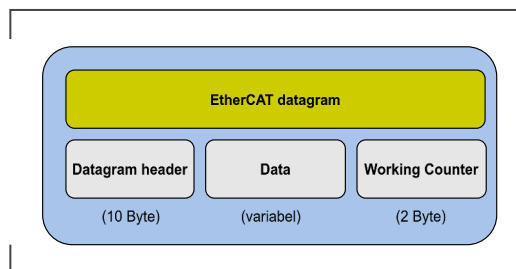 EtherCAT datagram
Datagram header Data Working Counter
(10 Byte) (variabel) (2 Byte)